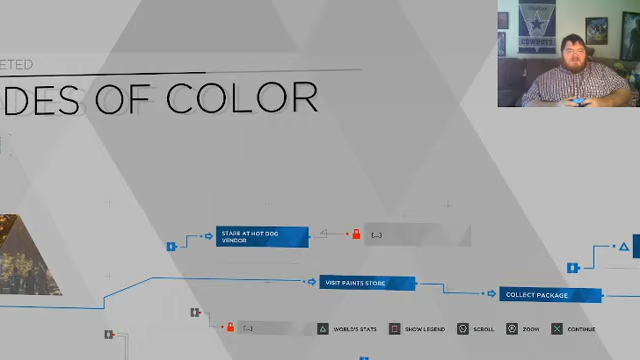 ETED
DES OF COLOR
COWBOYS
STARE AT HOT DOG
VENDOR
[...]
VISIT PAINTS STORE
COLLECT PACKAGE
[...]
WORLD'S STATS
SHOW LEGEND
SCROLL
ZOOM
CONTINUE